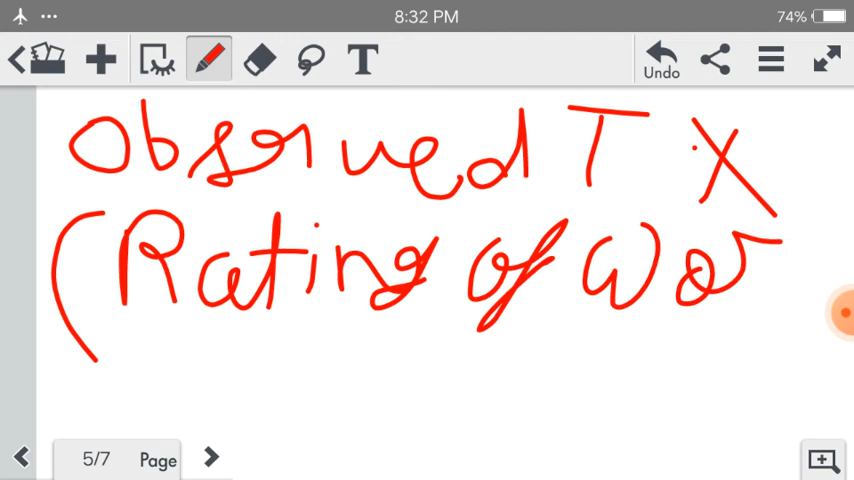 8:32 PM
74%
T
Undo
Observed T X
(Rating of Wor
5/7 Page